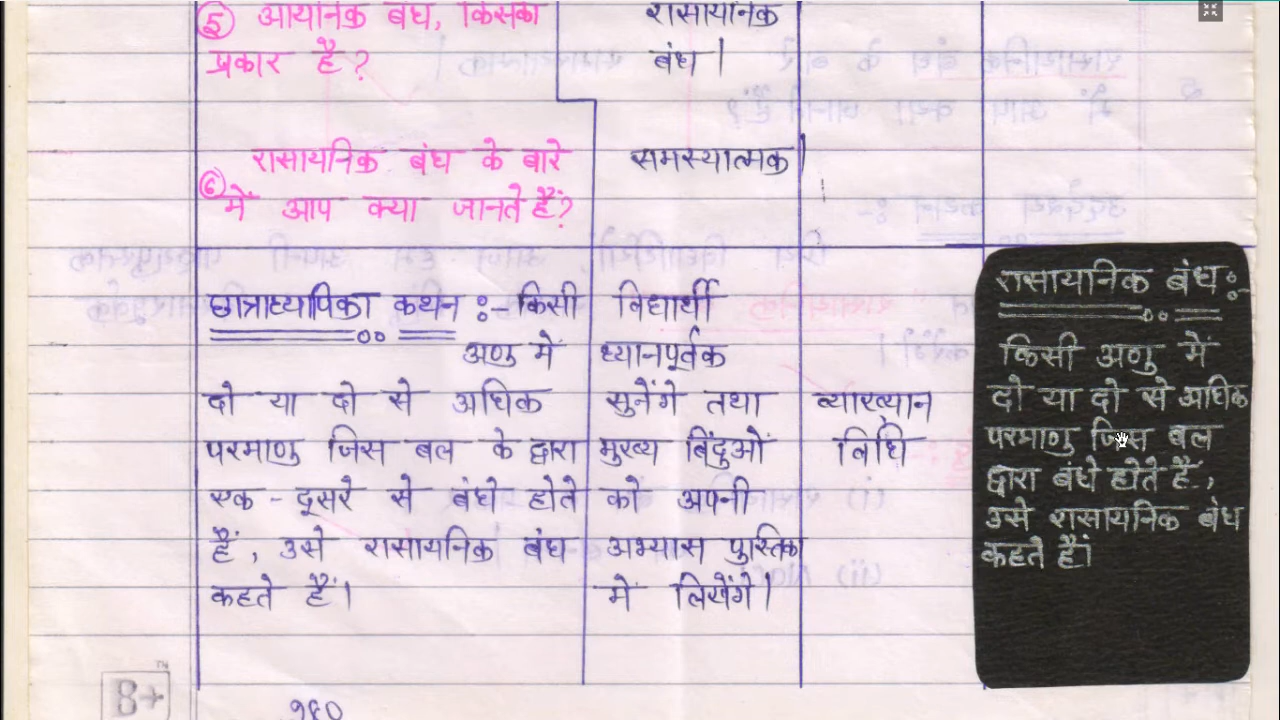 ⑤ आयनिक बंध, किसका
प्रकार है?
रासायनिक
बंध।
⑥ रासायनिक बंध के बारे
में आप क्या जानते हैं?
समस्यात्मक।
छात्राध्यापिका कथन :- किसी
अणु में
दो या दो से अधिक
परमाणु जिस बल के द्वारा
एक-दूसरे से बंधे होते
हैं, उसे रासायनिक बंध
कहते हैं।
विद्यार्थी
ध्यानपूर्वक
सुनेंगे तथा
मुख्य बिंदुओं
को अपनी
अभ्यास पुस्तिका
में लिखेंगे।
व्याख्यान
विधि
रासायनिक बंध:-
किसी अणु में
दो या दो से अधिक
परमाणु जिस बल
द्वारा बंधे होते हैं,
उसे रासायनिक बंध
कहते हैं।
B+
TN